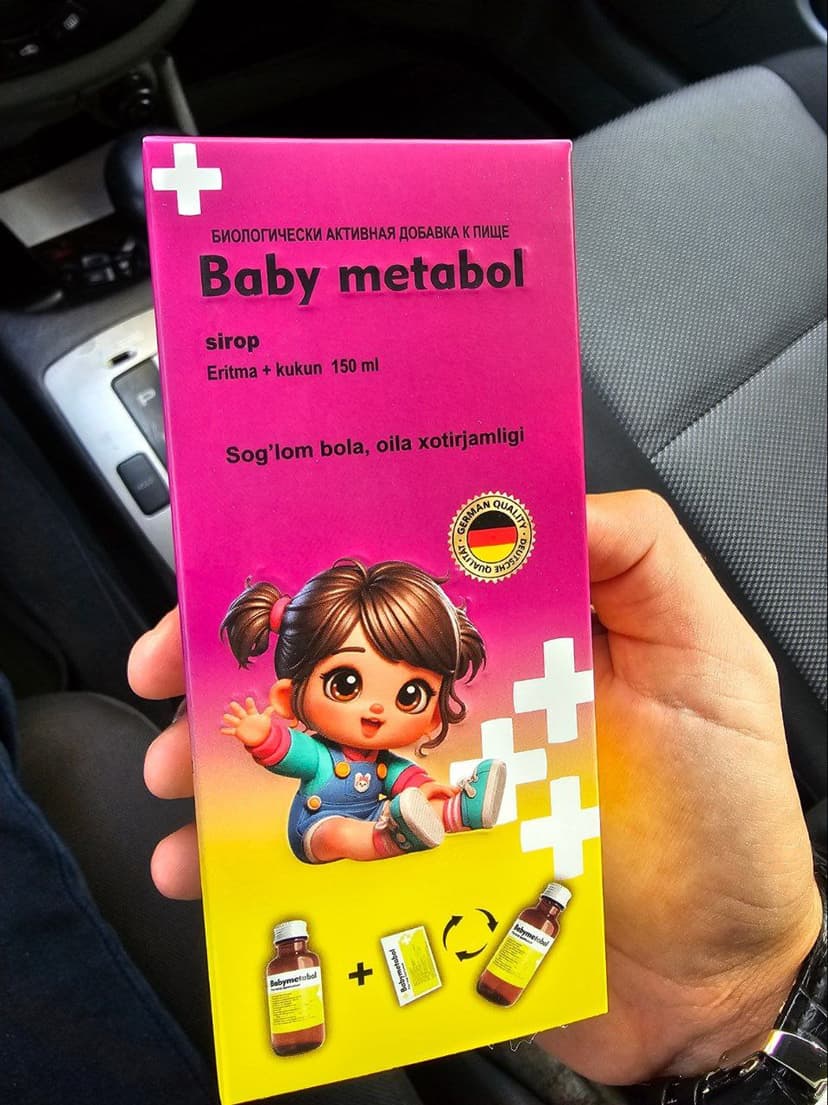 БИОЛОГИЧЕСКИ АКТИВНАЯ ДОБАВКА К ПИЩЕ
Baby metabol
sirop
Eritma + kukun 150 ml
Sog'lom bola, oila xotirjamligi
GERMAN QUALITY
DEUTSCHE QUALITÄT
Babymetabol
+
Babymetabol
Babymetabol